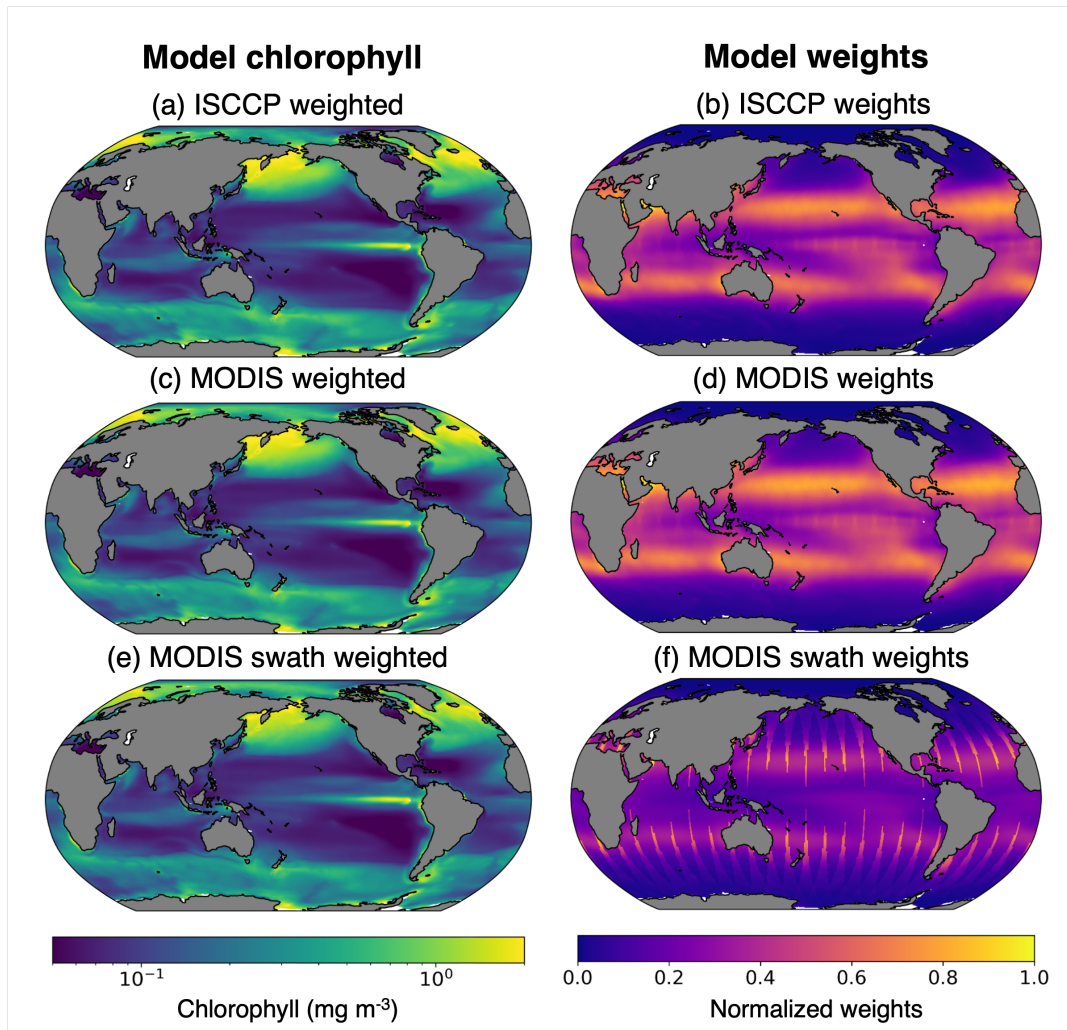 Model chlorophyll
Model weights
(a) ISCCP weighted
(b) ISCCP weights
(c) MODIS weighted
(d) MODIS weights
(e) MODIS swath weighted
(f) MODIS swath weights
10⁻¹ 10⁰
Chlorophyll (mg m⁻³)
0.0 0.2 0.4 0.6 0.8 1.0
Normalized weights